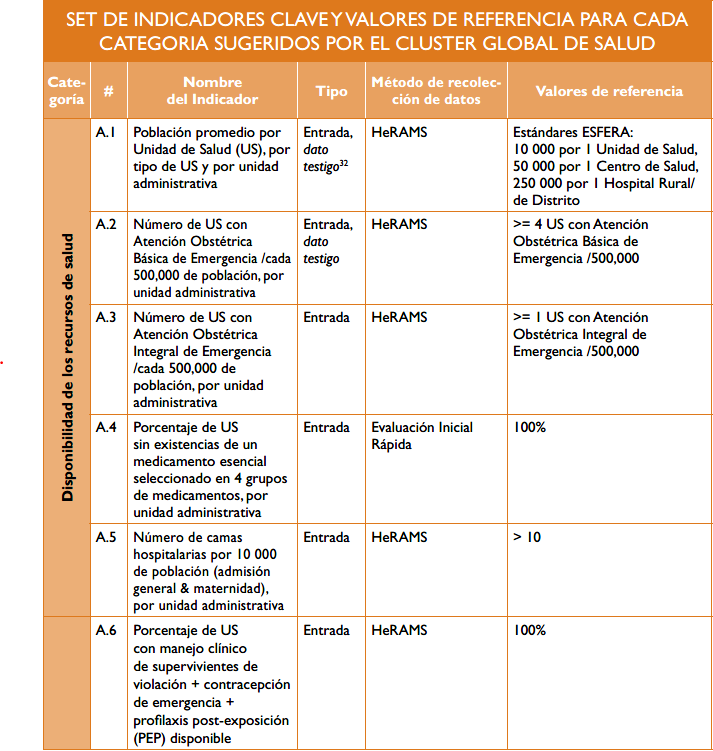 SET DE INDICADORES CLAVE Y VALORES DE REFERENCIA PARA CADA
CATEGORIA SUGERIDOS POR EL CLUSTER GLOBAL DE SALUD
Cate-
goría
#
Nombre
del Indicador
Tipo
Método de recolec-
ción de datos
Valores de referencia
Disponibilidad de los recursos de salud
A.1
Población promedio por
Unidad de Salud (US), por
tipo de US y por unidad
administrativa
Entrada,
dato
testigo32
HeRAMS
Estándares ESFERA:
10 000 por 1 Unidad de Salud,
50 000 por 1 Centro de Salud,
250 000 por 1 Hospital Rural/
de Distrito
A.2
Número de US con
Atención Obstétrica
Básica de Emergencia /cada
500,000 de población, por
unidad administrativa
Entrada,
dato
testigo
HeRAMS
>= 4 US con Atención
Obstétrica Básica de
Emergencia /500,000
A.3
Número de US con
Atención Obstétrica
Integral de Emergencia
/cada 500,000 de
población, por unidad
administrativa
Entrada
HeRAMS
>= 1 US con Atención
Obstétrica Integral de
Emergencia /500,000
A.4
Porcentaje de US
sin existencias de un
medicamento esencial
seleccionado en 4 grupos
de medicamentos, por
unidad administrativa
Entrada
Evaluación Inicial
Rápida
100%
A.5
Número de camas
hospitalarias por 10 000
de población (admisión
general & maternidad),
por unidad administrativa
Entrada
HeRAMS
> 10
A.6
Porcentaje de US
con manejo clínico
de supervivientes de
violación + contracepción
de emergencia +
profilaxis post-exposición
(PEP) disponible
Entrada
HeRAMS
100%